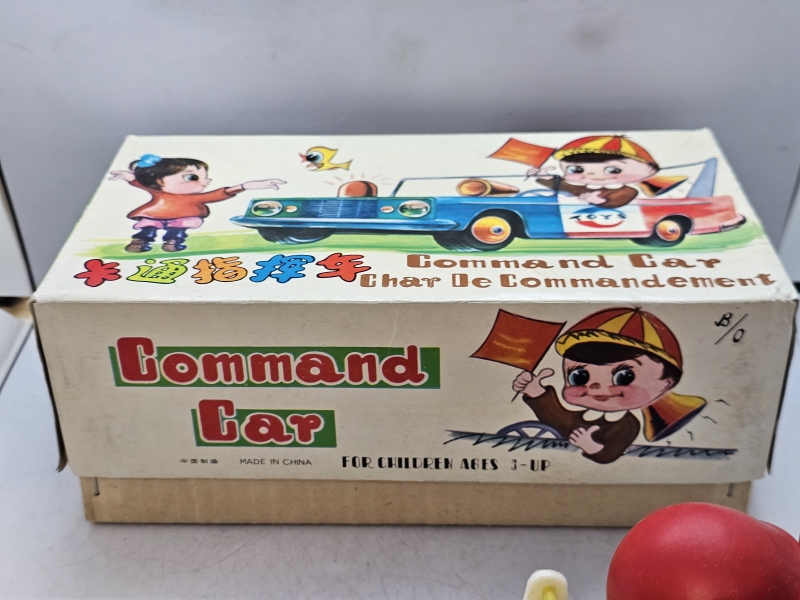 TOYS
卡通指挥车
Command Car
Char De Commandement
Command
Car
B/O
中国制造 MADE IN CHINA FOR CHILDREN AGES 3-UP